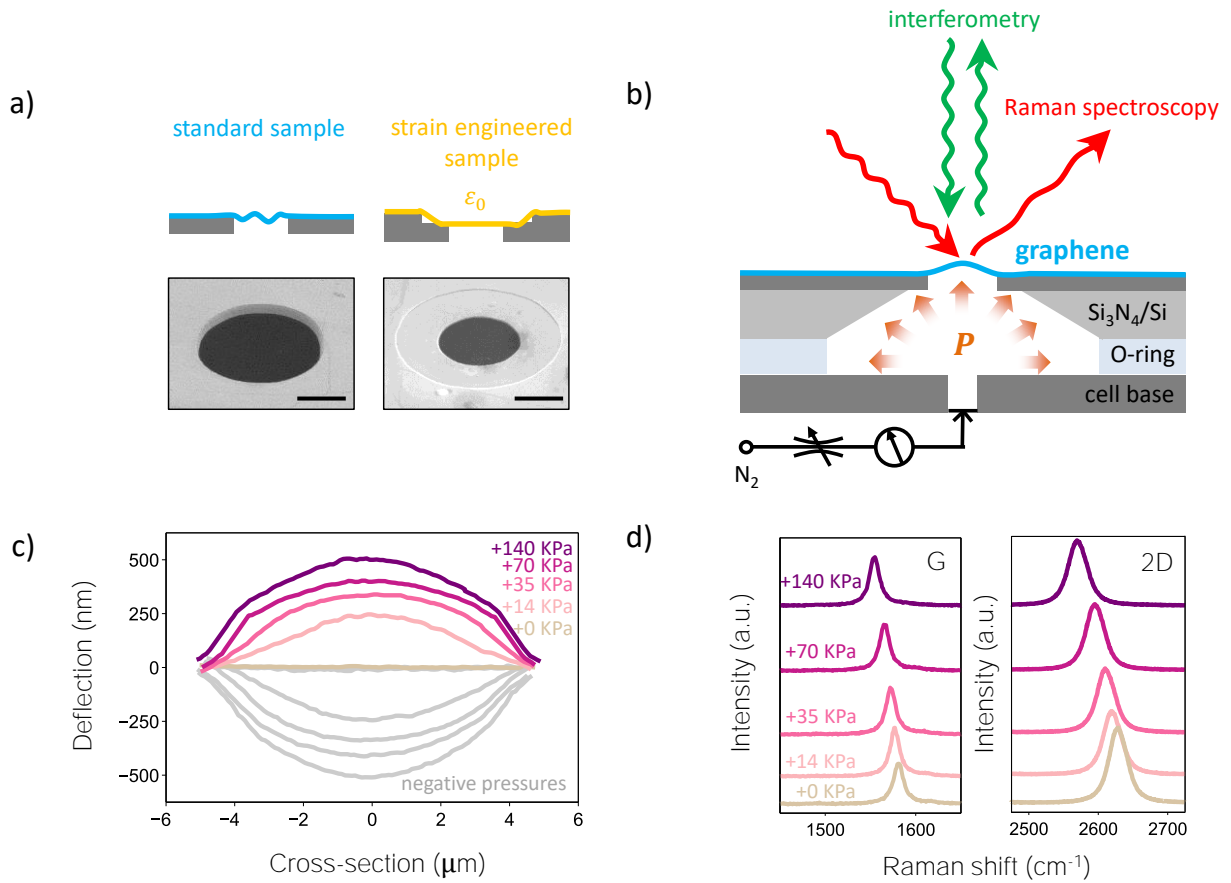 a)
standard sample
strain engineered
sample
ε₀
b)
interferometry
Raman spectroscopy
graphene
Si₃N₄/Si
P
O-ring
cell base
N₂
c)
Deflection (nm)
500
250
0
−250
−500
+140 KPa
+70 KPa
+35 KPa
+14 KPa
+0 KPa
negative pressures
−6 −4 −2 0 2 4 6
Cross-section (μm)
d)
Intensity (a.u.)
G
+140 KPa
+70 KPa
+35 KPa
+14 KPa
+0 KPa
1500 1600
Intensity (a.u.)
2D
2500 2600 2700
Raman shift (cm⁻¹)